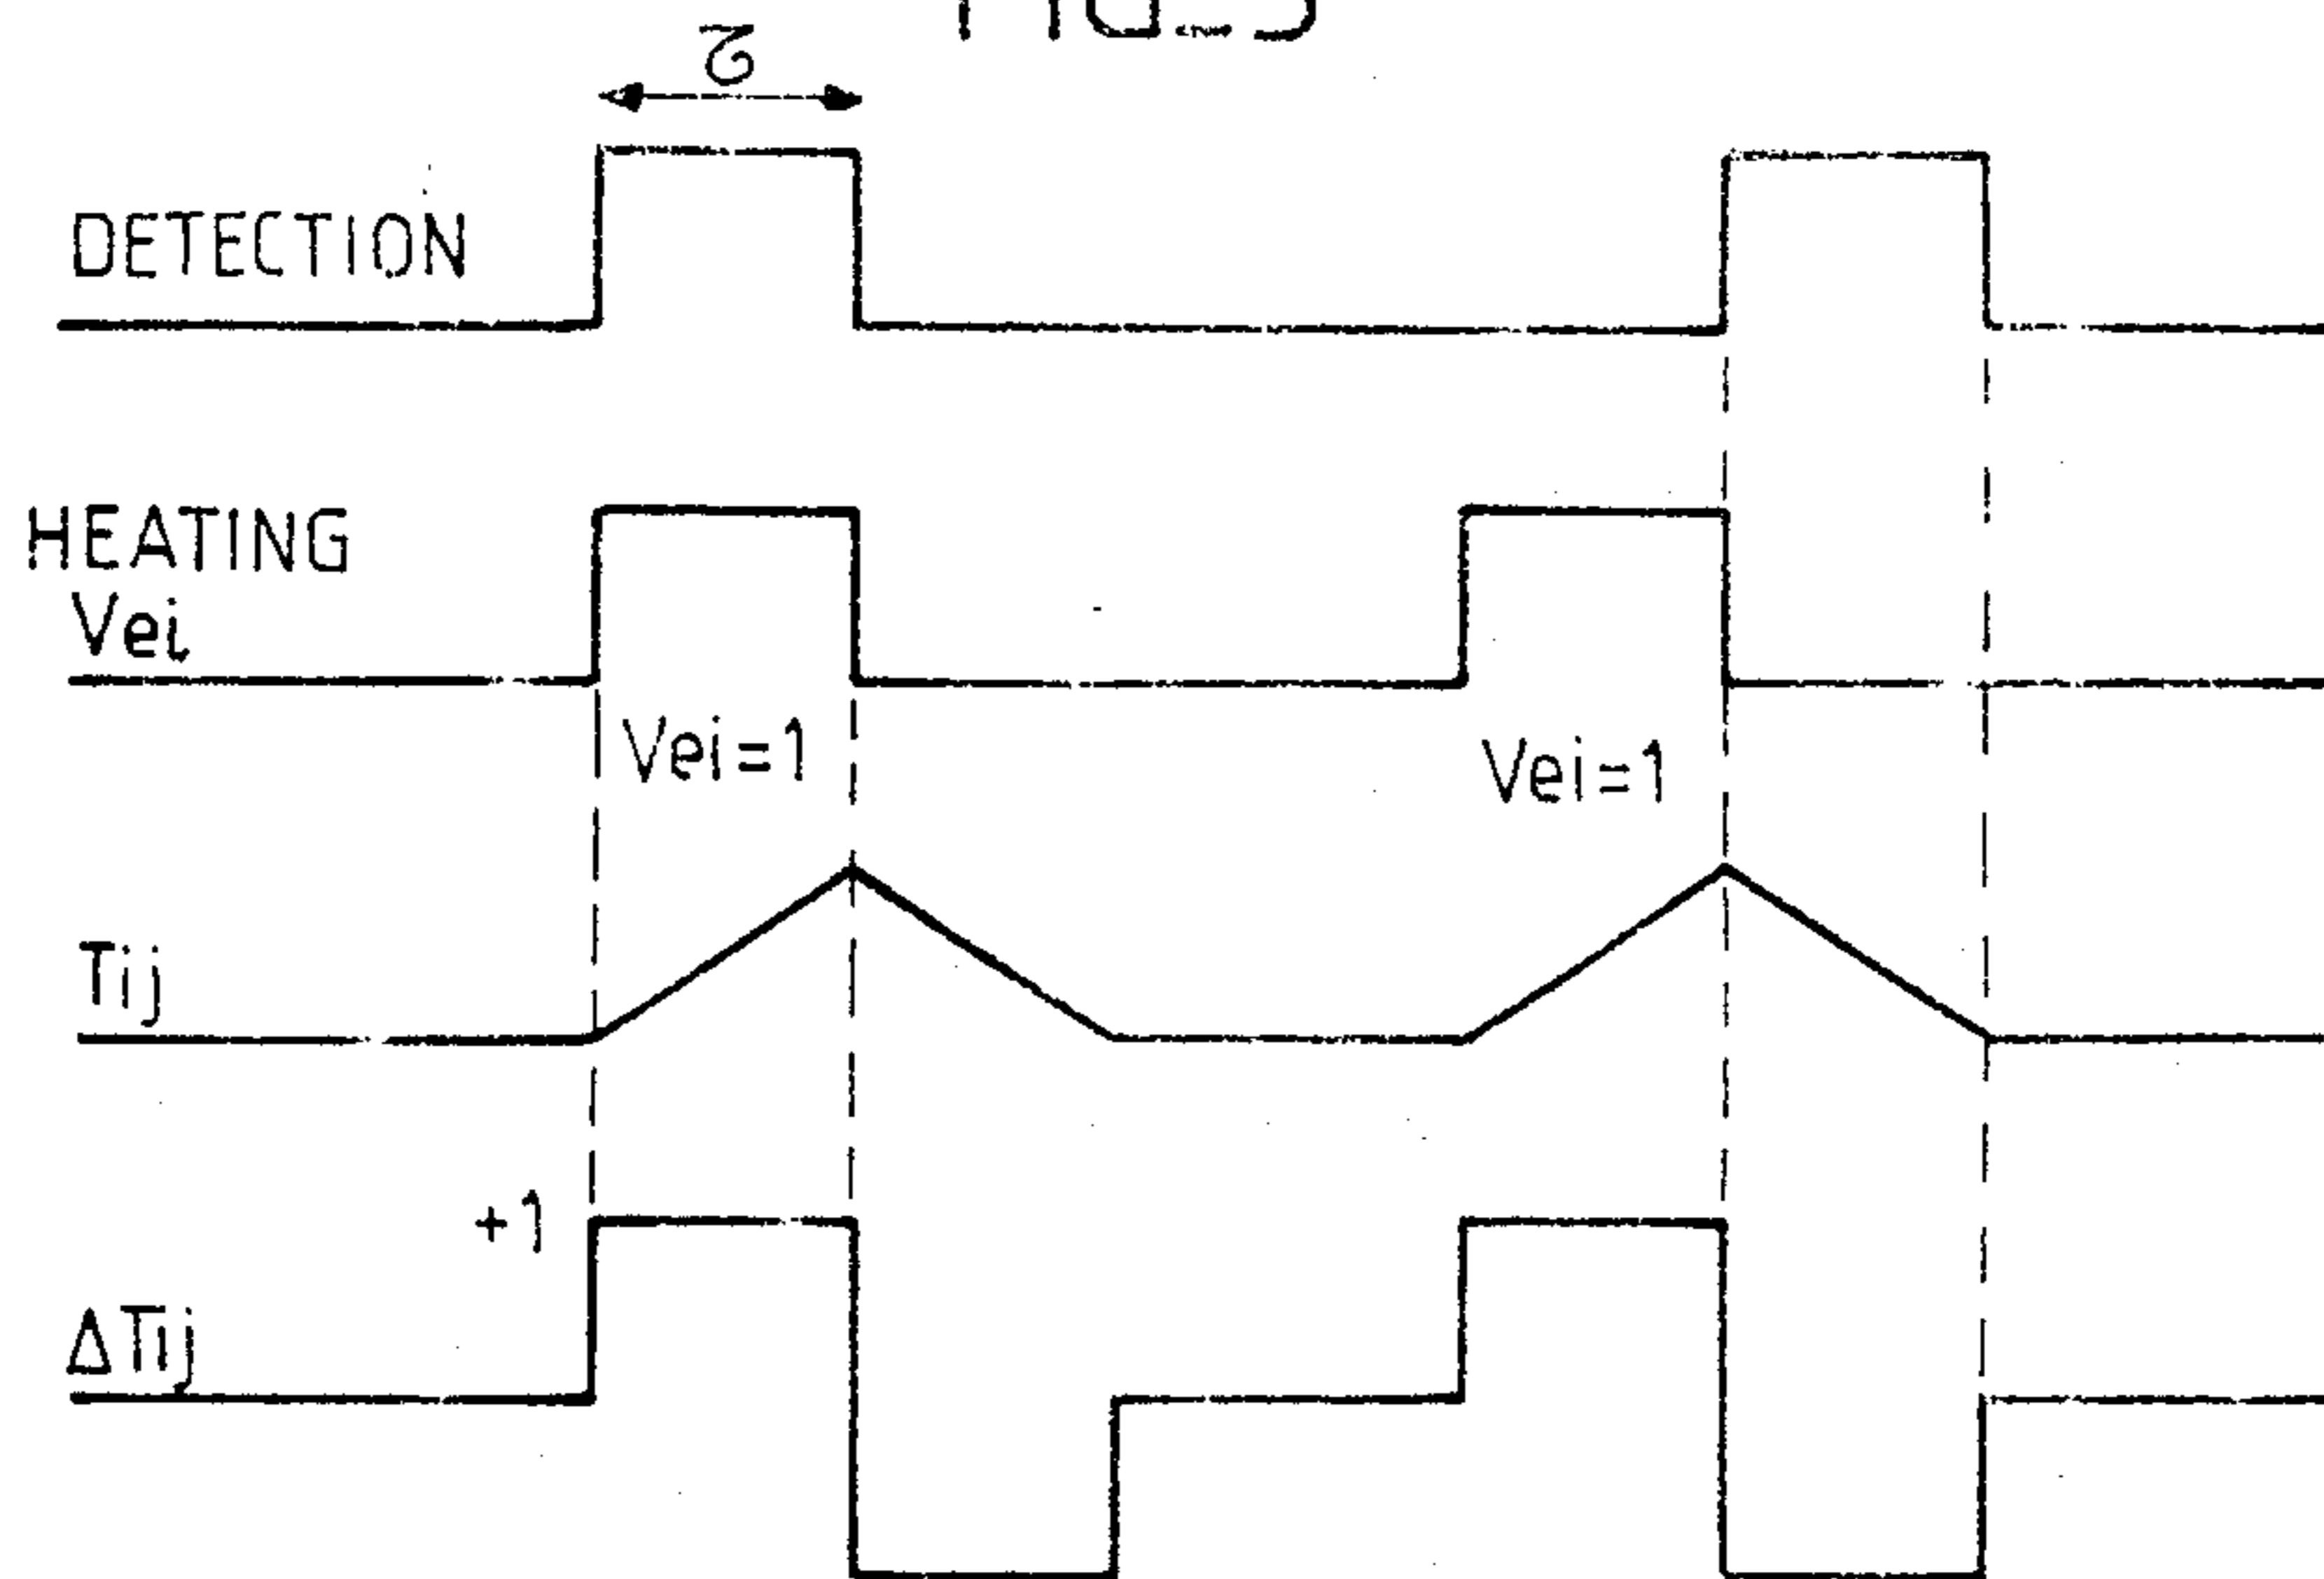 DETECTION
HEATING
Vei
Vei=1
Vei=1
Tij
+1
ΔTij